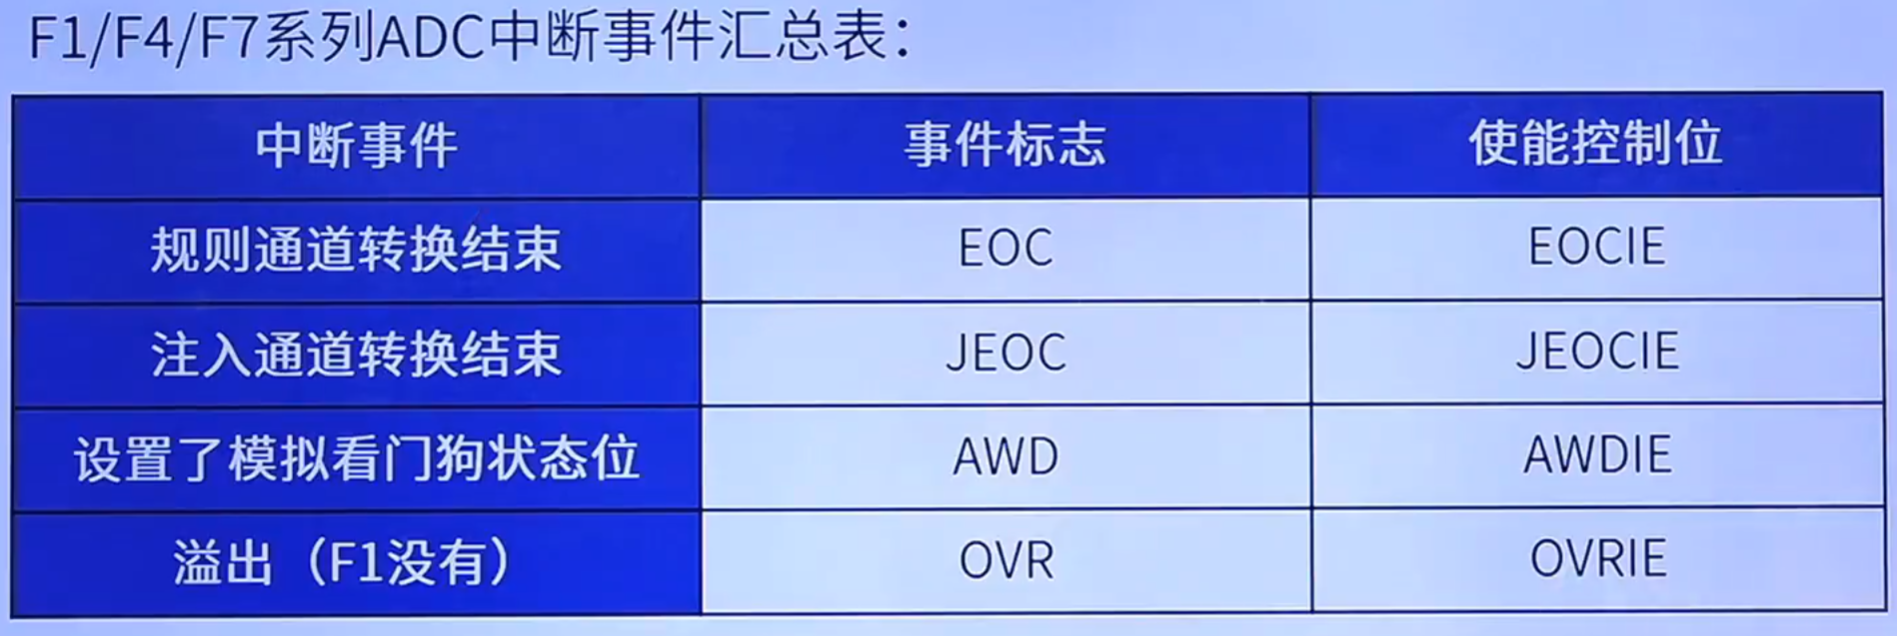 F1/F4/F7系列ADC中断事件汇总表：
中断事件 事件标志 使能控制位
规则通道转换结束 EOC EOCIE
注入通道转换结束 JEOC JEOCIE
设置了模拟看门狗状态位 AWD AWDIE
溢出（F1没有） OVR OVRIE